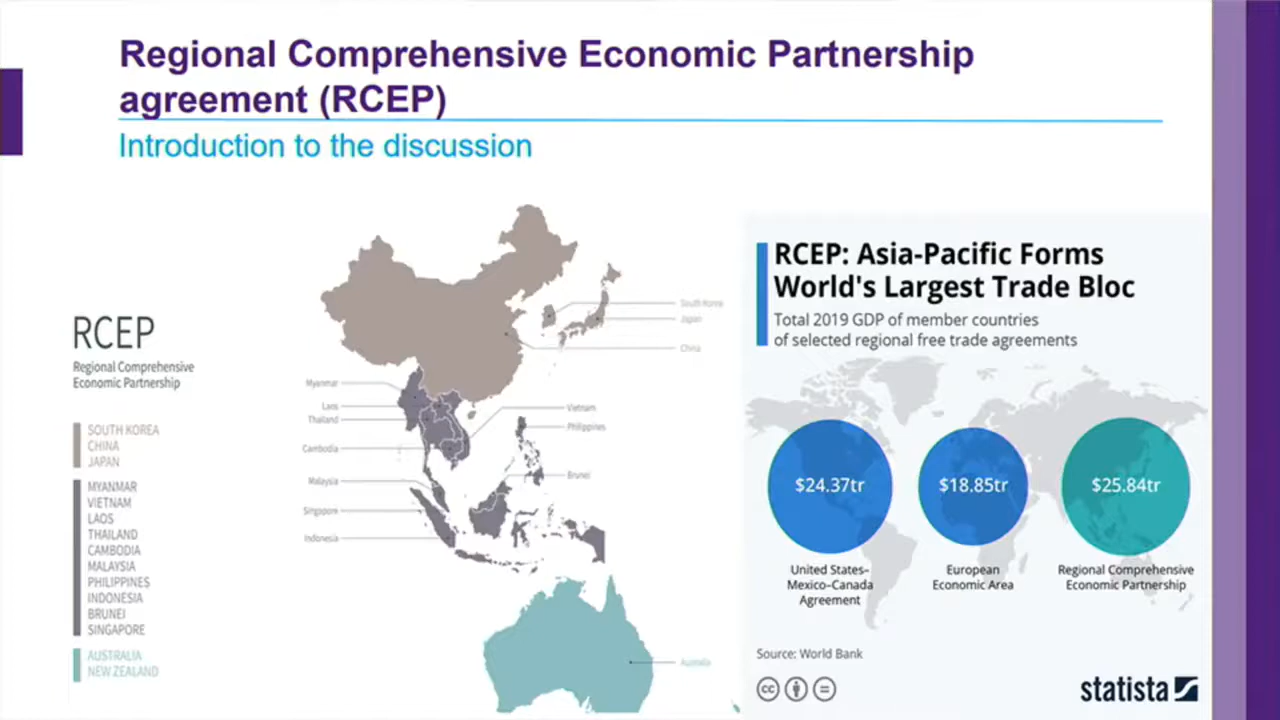 Regional Comprehensive Economic Partnership
agreement (RCEP)
Introduction to the discussion
RCEP
Regional Comprehensive
Economic Partnership
SOUTH KOREA
CHINA
JAPAN
MYANMAR
VIETNAM
LAOS
THAILAND
CAMBODIA
MALAYSIA
PHILIPPINES
INDONESIA
BRUNEI
SINGAPORE
AUSTRALIA
NEW ZEALAND
South Korea
Japan
China
Myanmar
Laos
Thailand
Vietnam
Philippines
Cambodia
Brunei
Malaysia
Singapore
Indonesia
Australia
RCEP: Asia-Pacific Forms
World's Largest Trade Bloc
Total 2019 GDP of member countries
of selected regional free trade agreements
$24.37tr
$18.85tr
$25.84tr
United States–
Mexico–Canada
Agreement
European
Economic Area
Regional Comprehensive
Economic Partnership
Source: World Bank
cc
statista